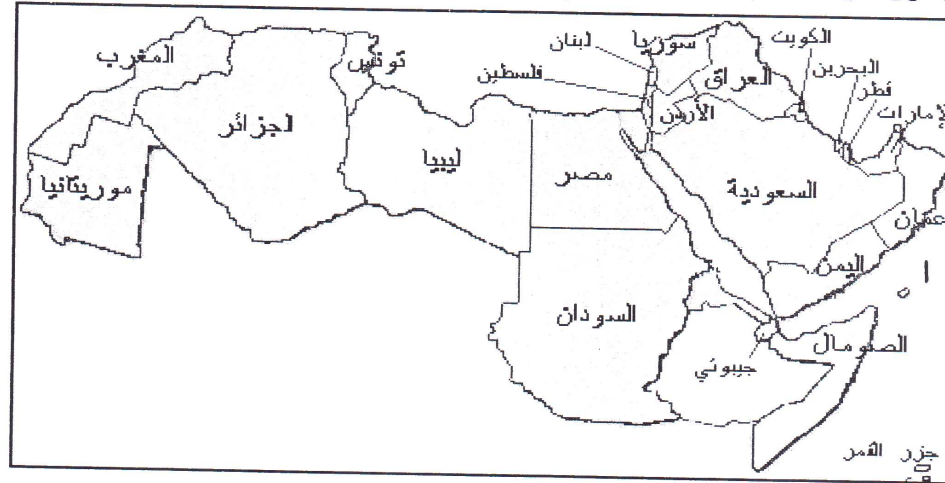 المغرب
تونس
الجزائر
موريتانيا
ليبيا
مصر
السودان
لبنان
فلسطين
سوريا
العراق
الأردن
الكويت
البحرين
قطر
الإمارات
السعودية
عمان
اليمن
الصومال
جيبوتي
جزر القمر